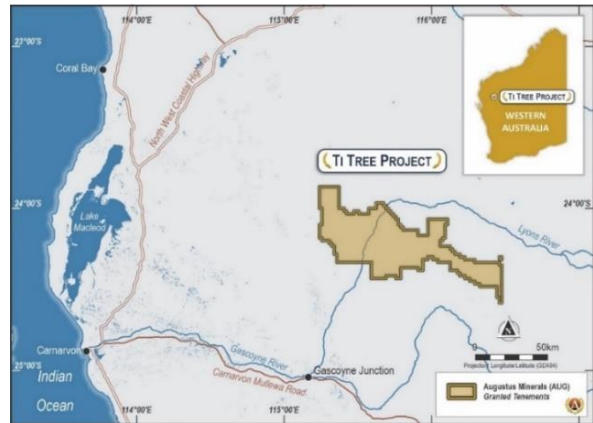 114°00'E
115°00'E
116°00'E
23°00'S
Coral Bay
North West Coastal Highway
TI TREE PROJECT
WESTERN
AUSTRALIA
TI TREE PROJECT
24°00'S
24°00'S
Lake
Macleod
Lyons River
Carnarvon
Gascoyne River
Carnarvon Mullewa Road
Gascoyne Junction
0
50km
Projection: Longitude/Latitude (GDA94)
25°00'S
Indian
Ocean
114°00'E
115°00'E
Augustus Minerals (AUG)
Granted Tenements